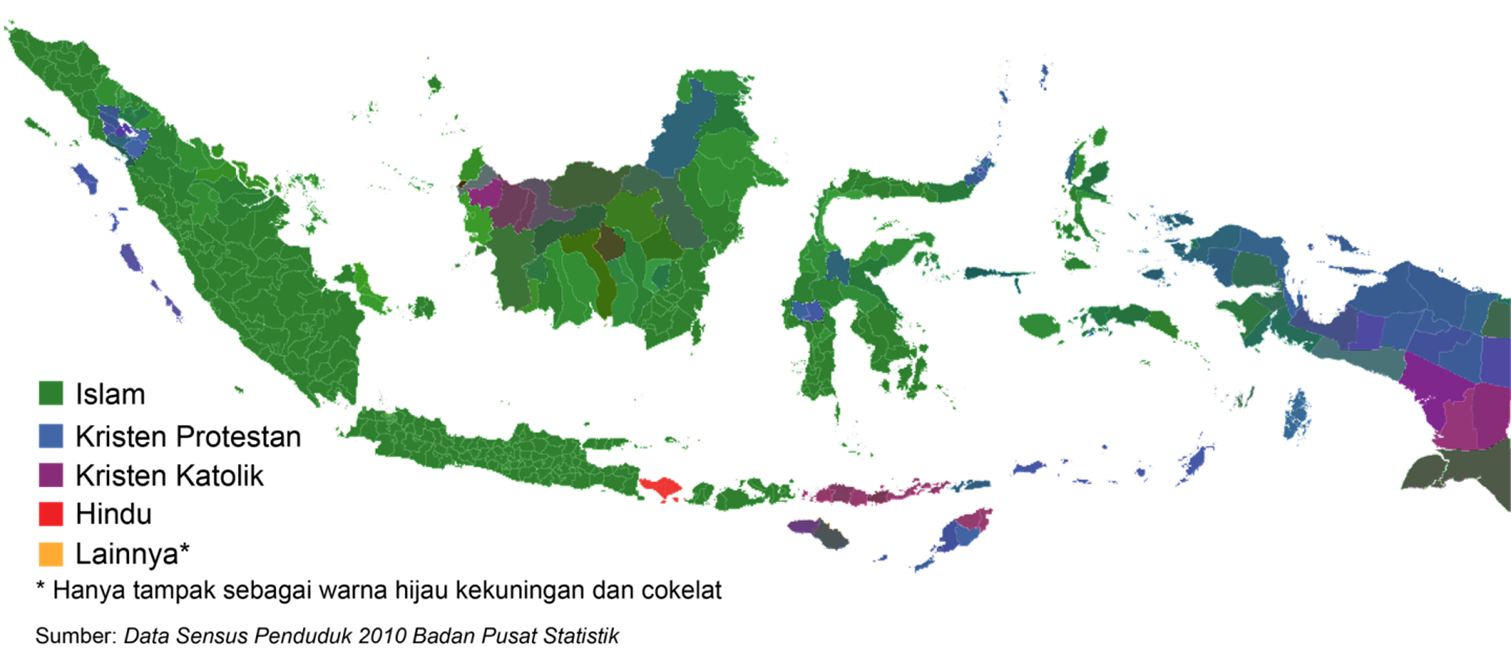 Islam
Kristen Protestan
Kristen Katolik
Hindu
Lainnya*
* Hanya tampak sebagai warna hijau kekuningan dan cokelat
Sumber: Data Sensus Penduduk 2010 Badan Pusat Statistik